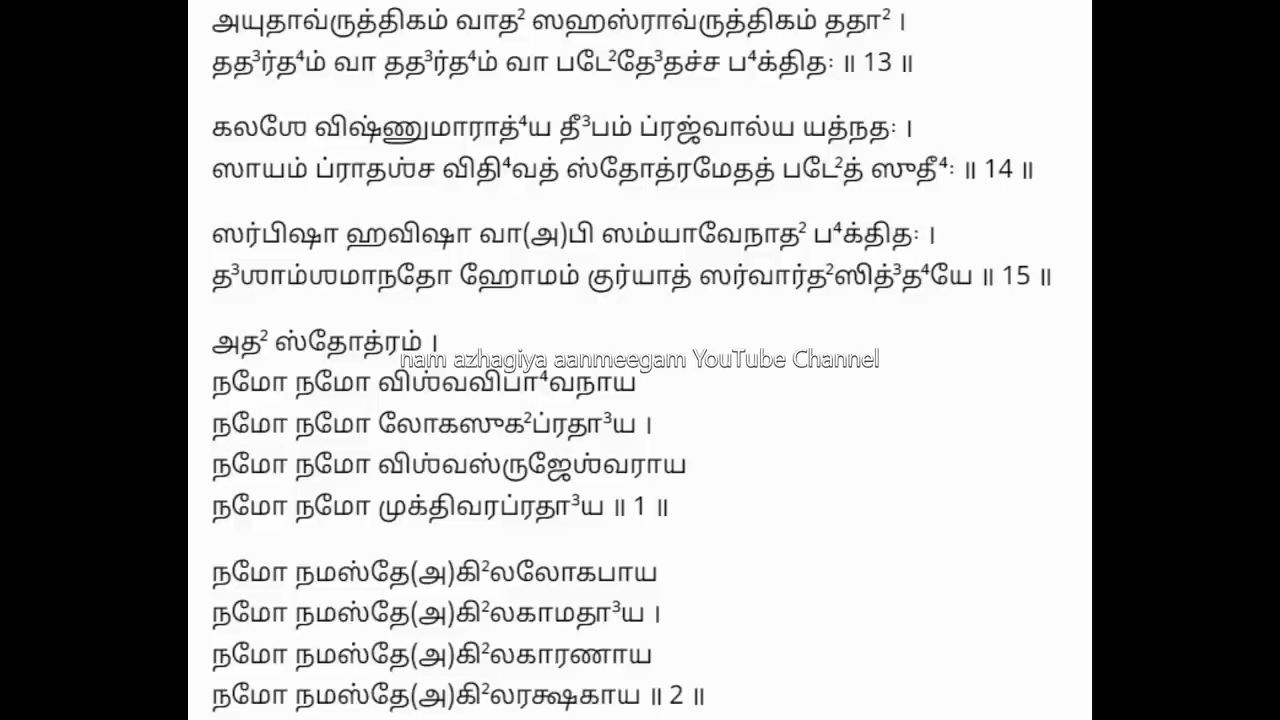 அயுதாவ்ருத்திகம் வாத² ஸஹஸ்ராவ்ருத்திகம் ததா² ।
தத³ர்த⁴ம் வா தத³ர்த⁴ம் வா படே²தே³தச்ச ப⁴க்தித꞉ ॥ 13 ॥
கலஶே விஷ்ணுமாராத்⁴ய தீ³பம் ப்ரஜ்வால்ய யத்நத꞉ ।
ஸாயம் ப்ராதஶ்ச விதி⁴வத் ஸ்தோத்ரமேதத் படே²த் ஸுதீ⁴꞉ ॥ 14 ॥
ஸர்பிஷா ஹவிஷா வா(அ)பி ஸம்யாவேநாத² ப⁴க்தித꞉ ।
த³ஶாம்ஶமாநதோ ஹோமம் குர்யாத் ஸர்வார்த²ஸித்³த⁴யே ॥ 15 ॥
அத² ஸ்தோத்ரம் ।
nam azhagiya aanmeegam YouTube Channel
நமோ நமோ விஶ்வவிபா⁴வநாய
நமோ நமோ லோகஸுக²ப்ரதா³ய ।
நமோ நமோ விஶ்வஸ்ருஜேஶ்வராய
நமோ நமோ முக்திவரப்ரதா³ய ॥ 1 ॥
நமோ நமஸ்தே(அ)கி²லலோகபாய
நமோ நமஸ்தே(அ)கி²லகாமதா³ய ।
நமோ நமஸ்தே(அ)கி²லகாரணாய
நமோ நமஸ்தே(அ)கி²லரக்ஷகாய ॥ 2 ॥